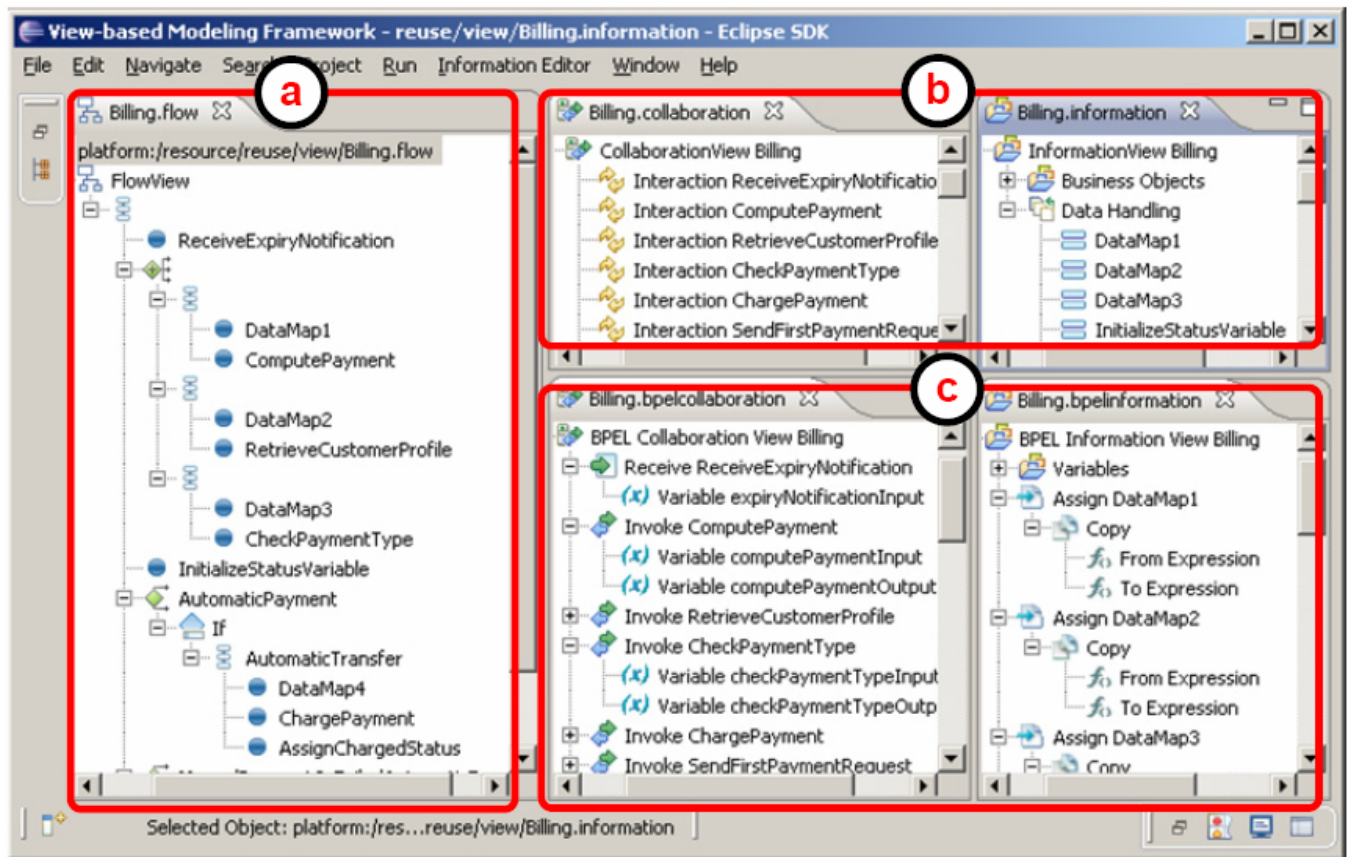 View-based Modeling Framework - reuse/view/Billing.information - Eclipse SDK
File Edit Navigate Search Project Run Information Editor Window Help
a
b
Billing.flow
platform:/resource/reuse/view/Billing.flow
FlowView
ReceiveExpiryNotification
DataMap1
ComputePayment
DataMap2
RetrieveCustomerProfile
DataMap3
CheckPaymentType
InitializeStatusVariable
AutomaticPayment
If
AutomaticTransfer
DataMap4
ChargePayment
AssignChargedStatus
Billing.collaboration
CollaborationView Billing
Interaction ReceiveExpiryNotificatio
Interaction ComputePayment
Interaction RetrieveCustomerProfile
Interaction CheckPaymentType
Interaction ChargePayment
Interaction SendFirstPaymentReque
Billing.information
InformationView Billing
Business Objects
Data Handling
DataMap1
DataMap2
DataMap3
InitializeStatusVariable
c
Billing.bpelcollaboration
BPEL Collaboration View Billing
Receive ReceiveExpiryNotification
(x) Variable expiryNotificationInput
Invoke ComputePayment
(x) Variable computePaymentInput
(x) Variable computePaymentOutput
Invoke RetrieveCustomerProfile
Invoke CheckPaymentType
(x) Variable checkPaymentTypeInput
(x) Variable checkPaymentTypeOutp
Invoke ChargePayment
Invoke SendFirstPaymentRequest
Billing.bpelinformation
BPEL Information View Billing
Variables
Assign DataMap1
Copy
From Expression
To Expression
Assign DataMap2
Copy
From Expression
To Expression
Assign DataMap3
Copy
Selected Object: platform:/res...reuse/view/Billing.information